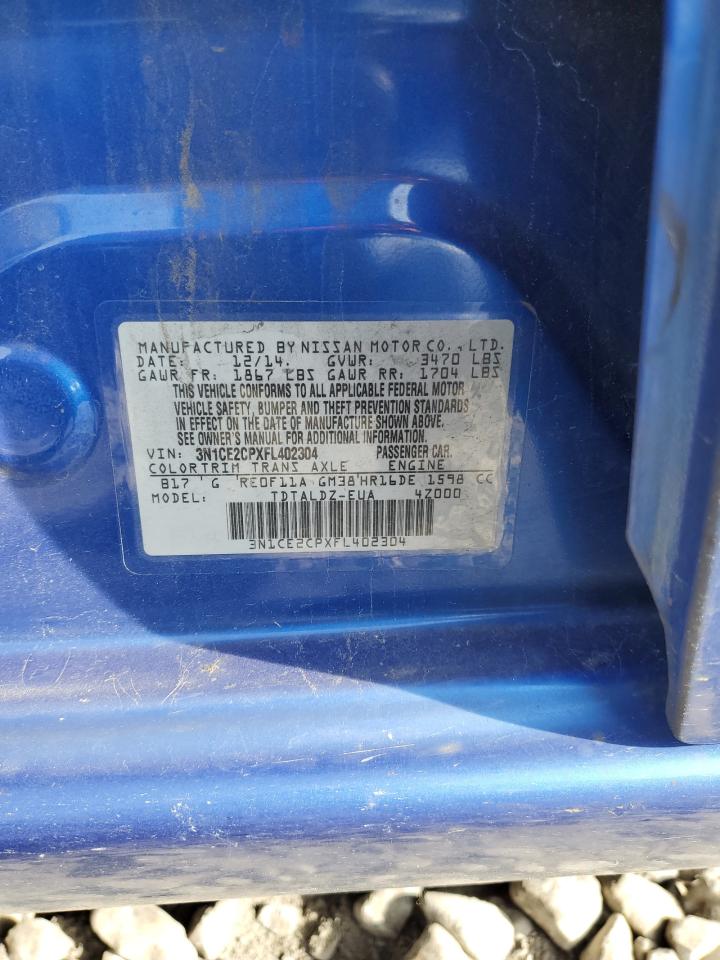 MANUFACTURED BY NISSAN MOTOR CO., LTD.
DATE: 12/14. GVWR: 3470 LBS
GAWR FR: 1867 LBS GAWR RR: 1704 LBS
THIS VEHICLE CONFORMS TO ALL APPLICABLE FEDERAL MOTOR
VEHICLE SAFETY, BUMPER AND THEFT PREVENTION STANDARDS
IN EFFECT ON THE DATE OF MANUFACTURE SHOWN ABOVE.
SEE OWNER'S MANUAL FOR ADDITIONAL INFORMATION.
VIN: 3N1CE2CPXFL402304 PASSENGER CAR.
COLORTRIM TRANS AXLE ENGINE
B17 ' G 'RE0F11A GM38'HR16DE 1598 CC
MODEL: TDTALDZ-EUA 4Z000
3N1CE2CPXFL402304